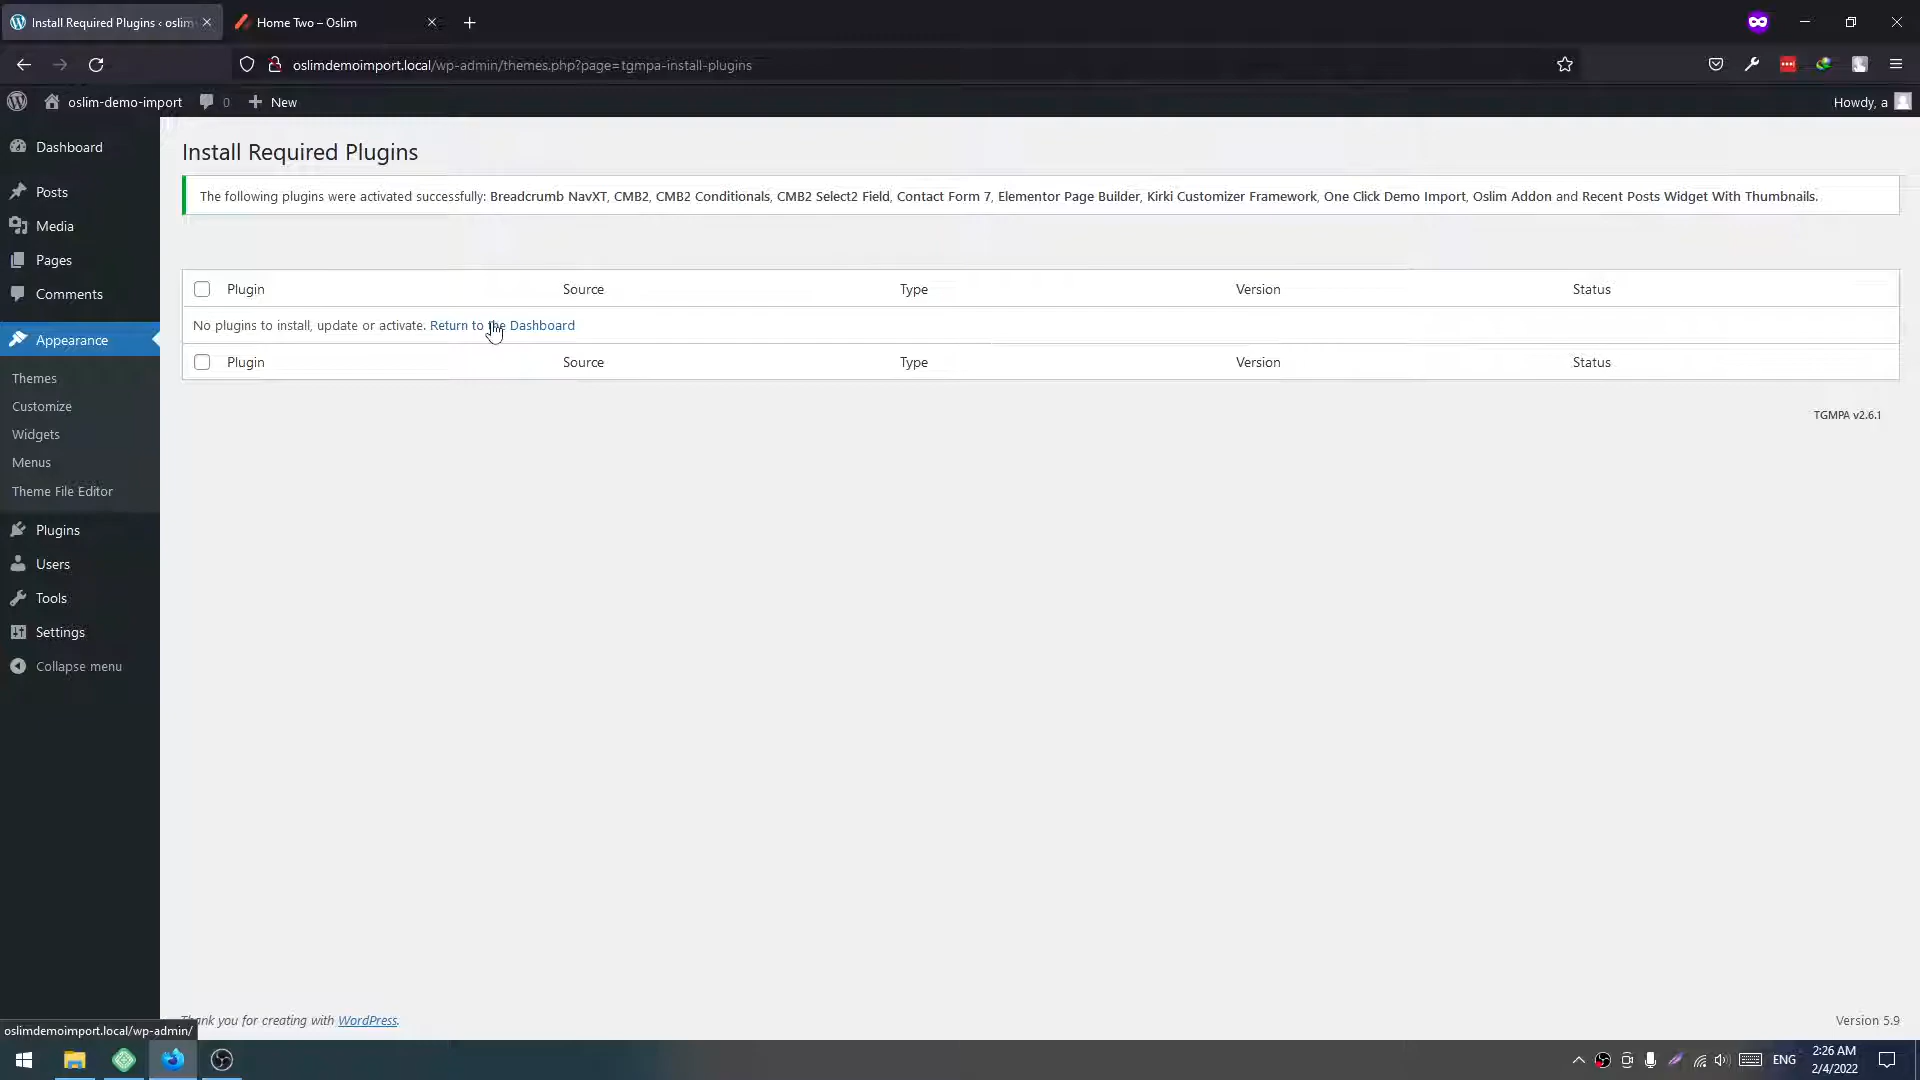 Install Required Plugins ‹ oslim
Home Two – Oslim
oslimdemoimport.local/wp-admin/themes.php?page=tgmpa-install-plugins
oslim-demo-import
0
New
Howdy, a
Dashboard
Posts
Media
Pages
Comments
Appearance
Themes
Customize
Widgets
Menus
Theme File Editor
Plugins
Users
Tools
Settings
Collapse menu
Install Required Plugins
The following plugins were activated successfully: Breadcrumb NavXT, CMB2, CMB2 Conditionals, CMB2 Select2 Field, Contact Form 7, Elementor Page Builder, Kirki Customizer Framework, One Click Demo Import, Oslim Addon and Recent Posts Widget With Thumbnails.
Plugin Source Type Version Status
No plugins to install, update or activate. Return to the Dashboard
Plugin Source Type Version Status
TGMPA v2.6.1
Thank you for creating with WordPress.
Version 5.9
oslimdemoimport.local/wp-admin/
ENG
2:26 AM
2/4/2022